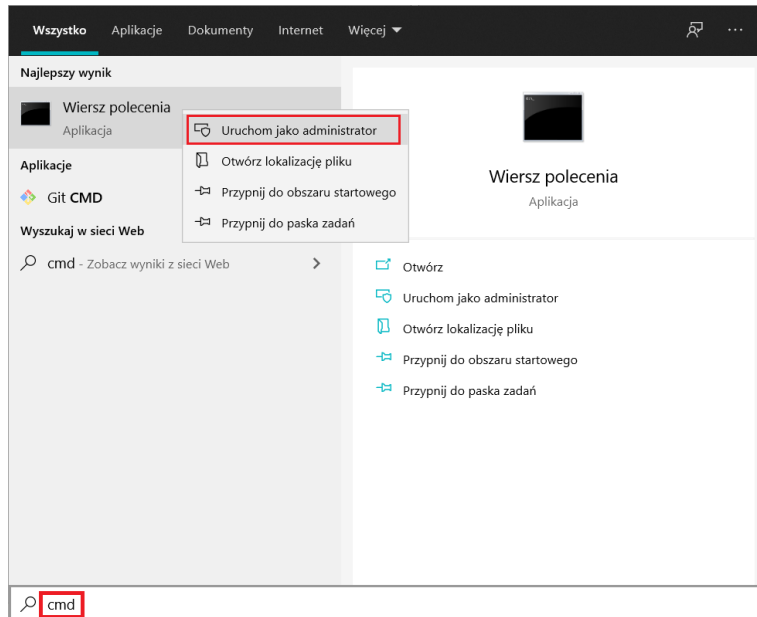 Wszystko Aplikacje Dokumenty Internet Więcej
Najlepszy wynik
Wiersz polecenia
Aplikacja
Uruchom jako administrator
Otwórz lokalizację pliku
Przypnij do obszaru startowego
Przypnij do paska zadań
Aplikacje
Git CMD
Wyszukaj w sieci Web
cmd - Zobacz wyniki z sieci Web
Wiersz polecenia
Aplikacja
Otwórz
Uruchom jako administrator
Otwórz lokalizację pliku
Przypnij do obszaru startowego
Przypnij do paska zadań
cmd